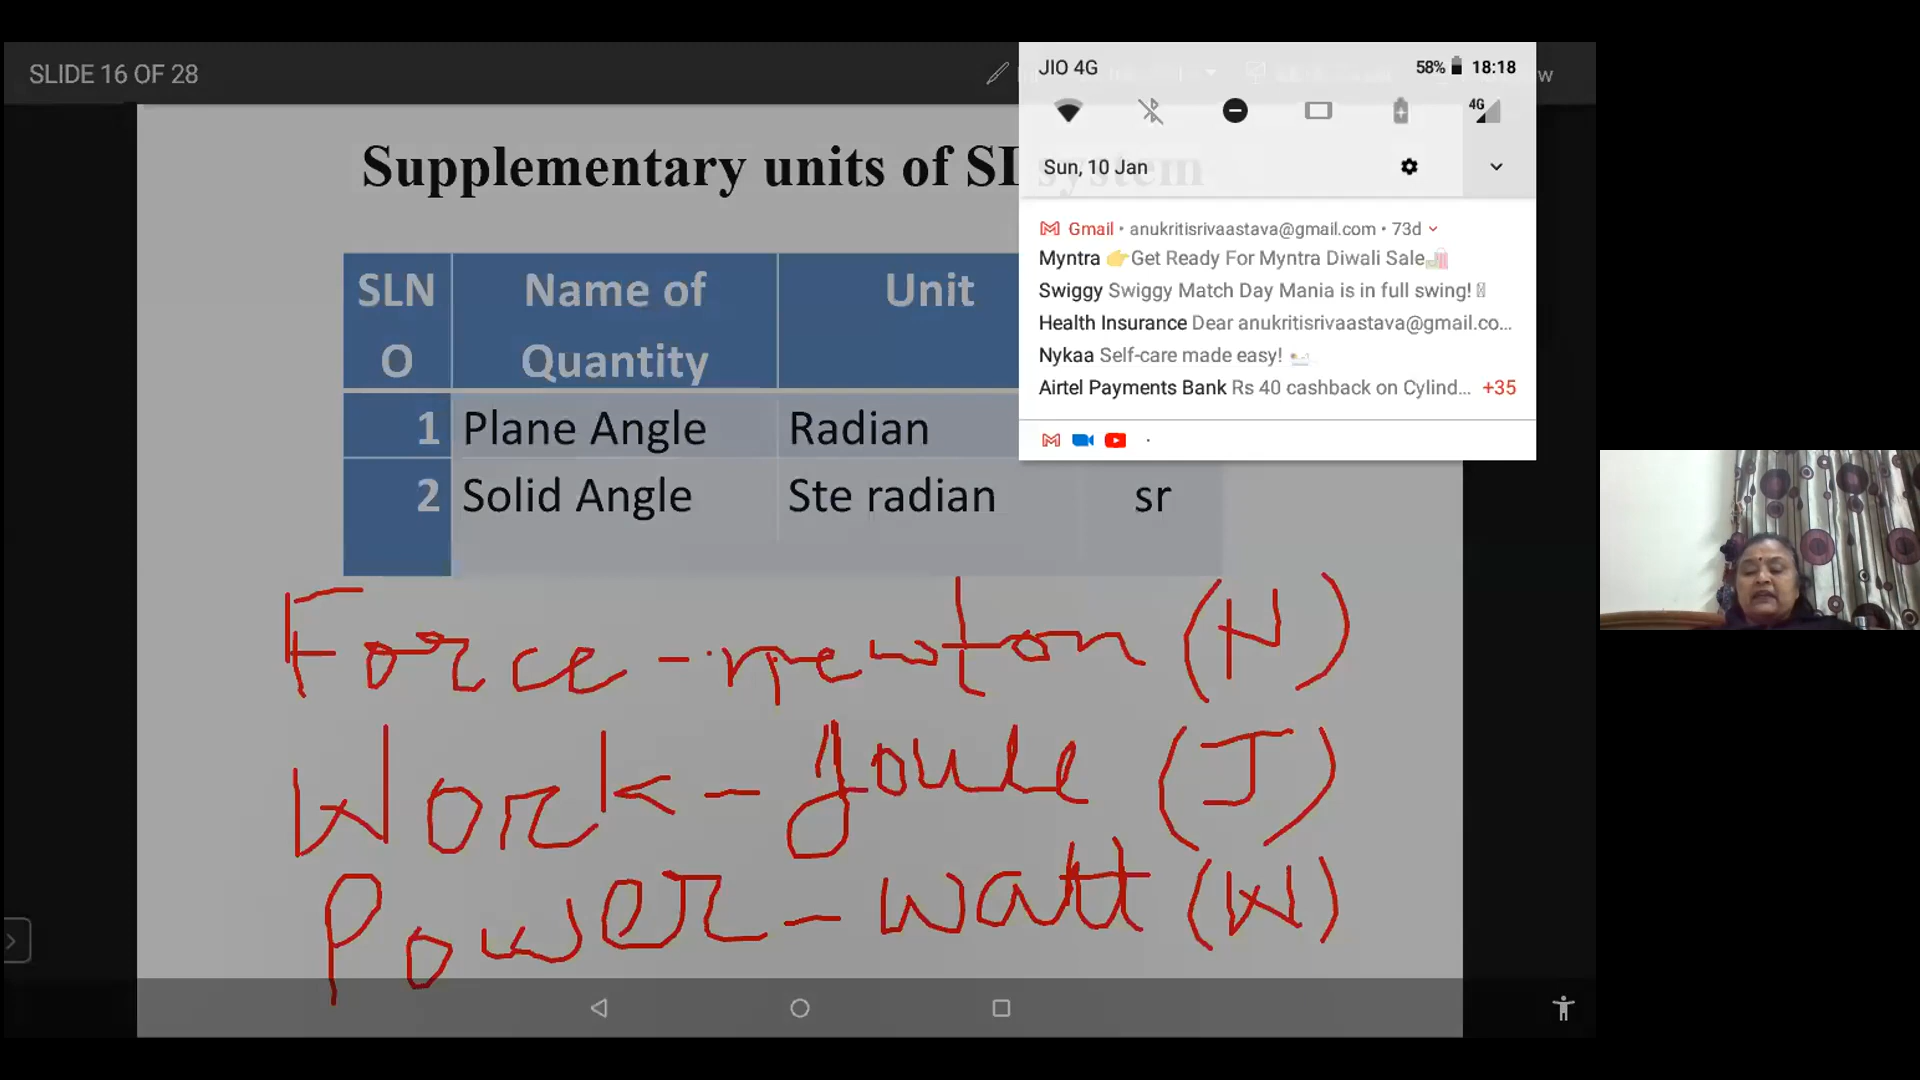 SLIDE 16 OF 28
w
JIO 4G
58% 18:18
4G
Sun, 10 Jan
Supplementary units of SI system
Gmail • anukritisrivaastava@gmail.com • 73d
Myntra 👉Get Ready For Myntra Diwali Sale🛍️
Swiggy Swiggy Match Day Mania is in full swing!
Health Insurance Dear anukritisrivaastava@gmail.co...
Nykaa Self-care made easy!
Airtel Payments Bank Rs 40 cashback on Cylind... +35
SLN O Name of Quantity Unit
1 Plane Angle Radian
2 Solid Angle Ste radian sr
Force - newton (N)
Work - joule (J)
Power - watt (W)